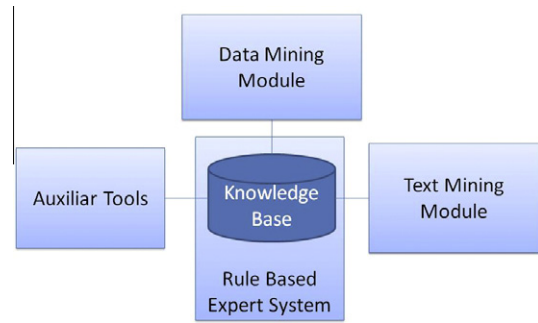 Data Mining
Module
Auxiliar Tools
Knowledge
Base
Text Mining
Module
Rule Based
Expert System